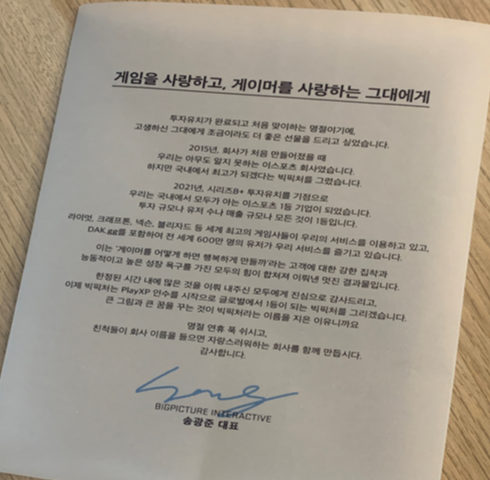 게임을 사랑하고, 게이머를 사랑하는 그대에게
투자유치가 완료되고 처음 맞이하는 명절이기에,
고생하신 그대에게 조금이라도 더 좋은 선물을 드리고 싶었습니다.
2015년, 회사가 처음 만들어졌을 때
우리는 아무도 알지 못하는 이스포츠 회사였습니다.
하지만 국내에서 최고가 되겠다는 빅픽처를 그렸습니다.
2021년, 시리즈B+ 투자유치를 기점으로
우리는 국내에서 모두가 아는 이스포츠 1등 기업이 되었습니다.
투자 규모나 유저 수나 매출 규모나 모든 것이 1등입니다.
라이엇, 크래프톤, 넥슨, 블리자드 등 세계 최고의 게임사들이 우리의 서비스를 이용하고 있고,
DAK.gg를 포함하여 전 세계 600만 명의 유저가 우리 서비스를 즐기고 있습니다.
이는 '게이머를 어떻게 하면 행복하게 만들까'라는 고객에 대한 강한 집착과
능동적이고 높은 성장 욕구를 가진 모두의 힘이 합쳐져 이뤄낸 멋진 결과물입니다.
한정된 시간 내에 많은 것을 이뤄 내주신 모두에게 진심으로 감사드리고,
이제 빅픽처는 PlayXP 인수를 시작으로 글로벌에서 1등이 되는 빅픽처를 그리겠습니다.
큰 그림과 큰 꿈을 꾸는 것이 빅픽처라는 이름을 지은 이유니까요
명절 연휴 푹 쉬시고,
친척들이 회사 이름을 들으면 자랑스러워하는 회사를 함께 만듭시다.
감사합니다.
BIGPICTURE INTERACTIVE
송광준 대표